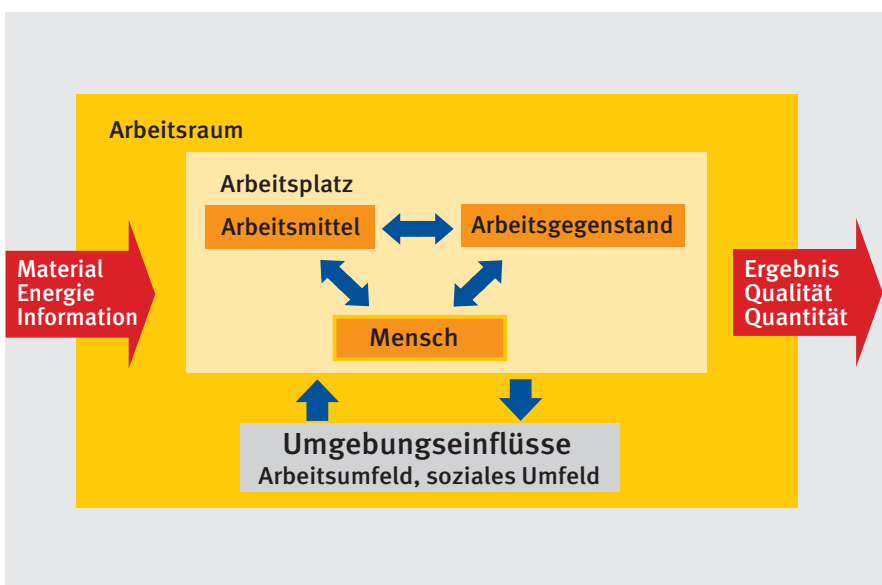 Arbeitsraum
Arbeitsplatz
Arbeitsmittel
Arbeitsgegenstand
Material
Energie
Information
Mensch
Ergebnis
Qualität
Quantität
Umgebungseinflüsse
Arbeitsumfeld, soziales Umfeld